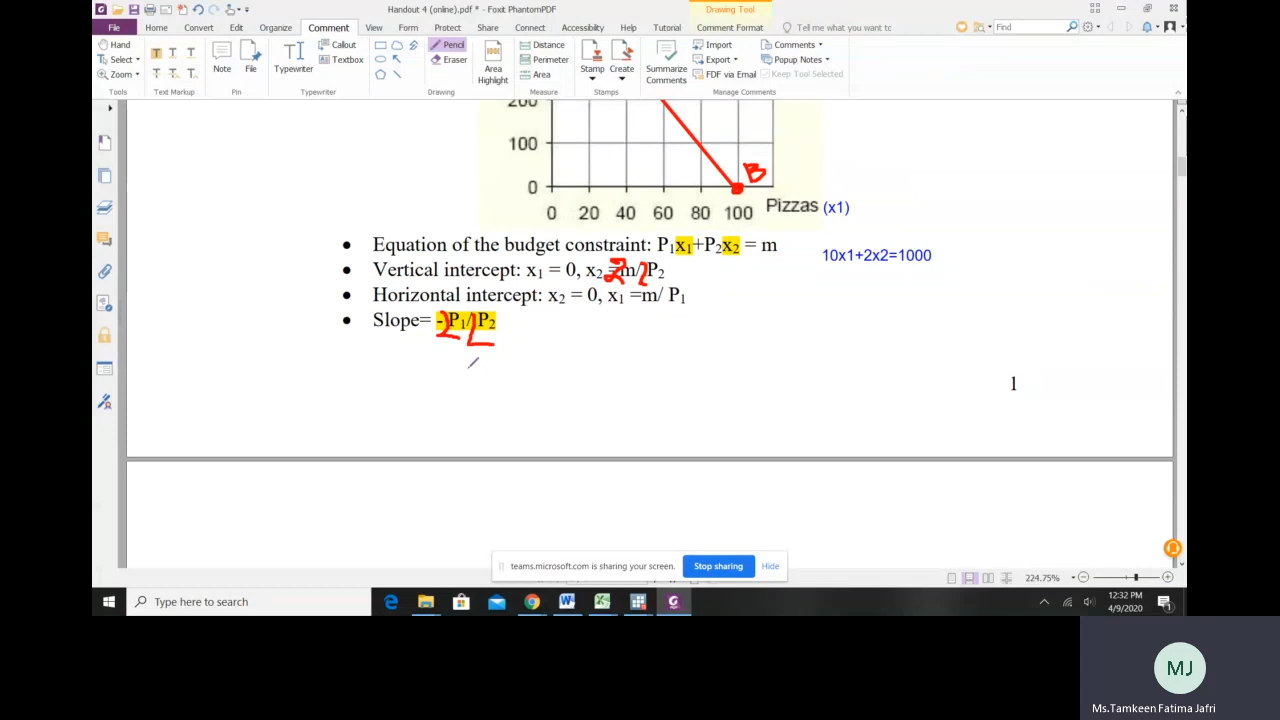 Handout 4 (online).pdf * - Foxit PhantomPDF
Drawing Tool
File Home Convert Edit Organize Comment View Form Protect Share Connect Accessibility Help Tutorial Comment Format Tell me what you want to Find
Hand
Select
Zoom
Tools
Text Markup
Note File
Pin
Typewriter
Callout
Textbox
Typewriter
Pencil
Eraser
Area Highlight
Drawing
Distance
Perimeter
Area
Measure
Stamp Create
Stamps
Summarize Comments
Import
Export
FDF via Email
Comments
Popup Notes
Keep Tool Selected
Manage Comments
200
100
0
B
0 20 40 60 80 100 Pizzas (x1)
• Equation of the budget constraint: P₁x₁+P₂x₂ = m
10x1+2x2=1000
• Vertical intercept: x₁ = 0, x₂ =m/ P₂
• Horizontal intercept: x₂ = 0, x₁ =m/ P₁
• Slope= - P₁/ P₂
1
teams.microsoft.com is sharing your screen. Stop sharing Hide
224.75%
Type here to search
12:32 PM
4/9/2020
MJ
Ms.Tamkeen Fatima Jafri